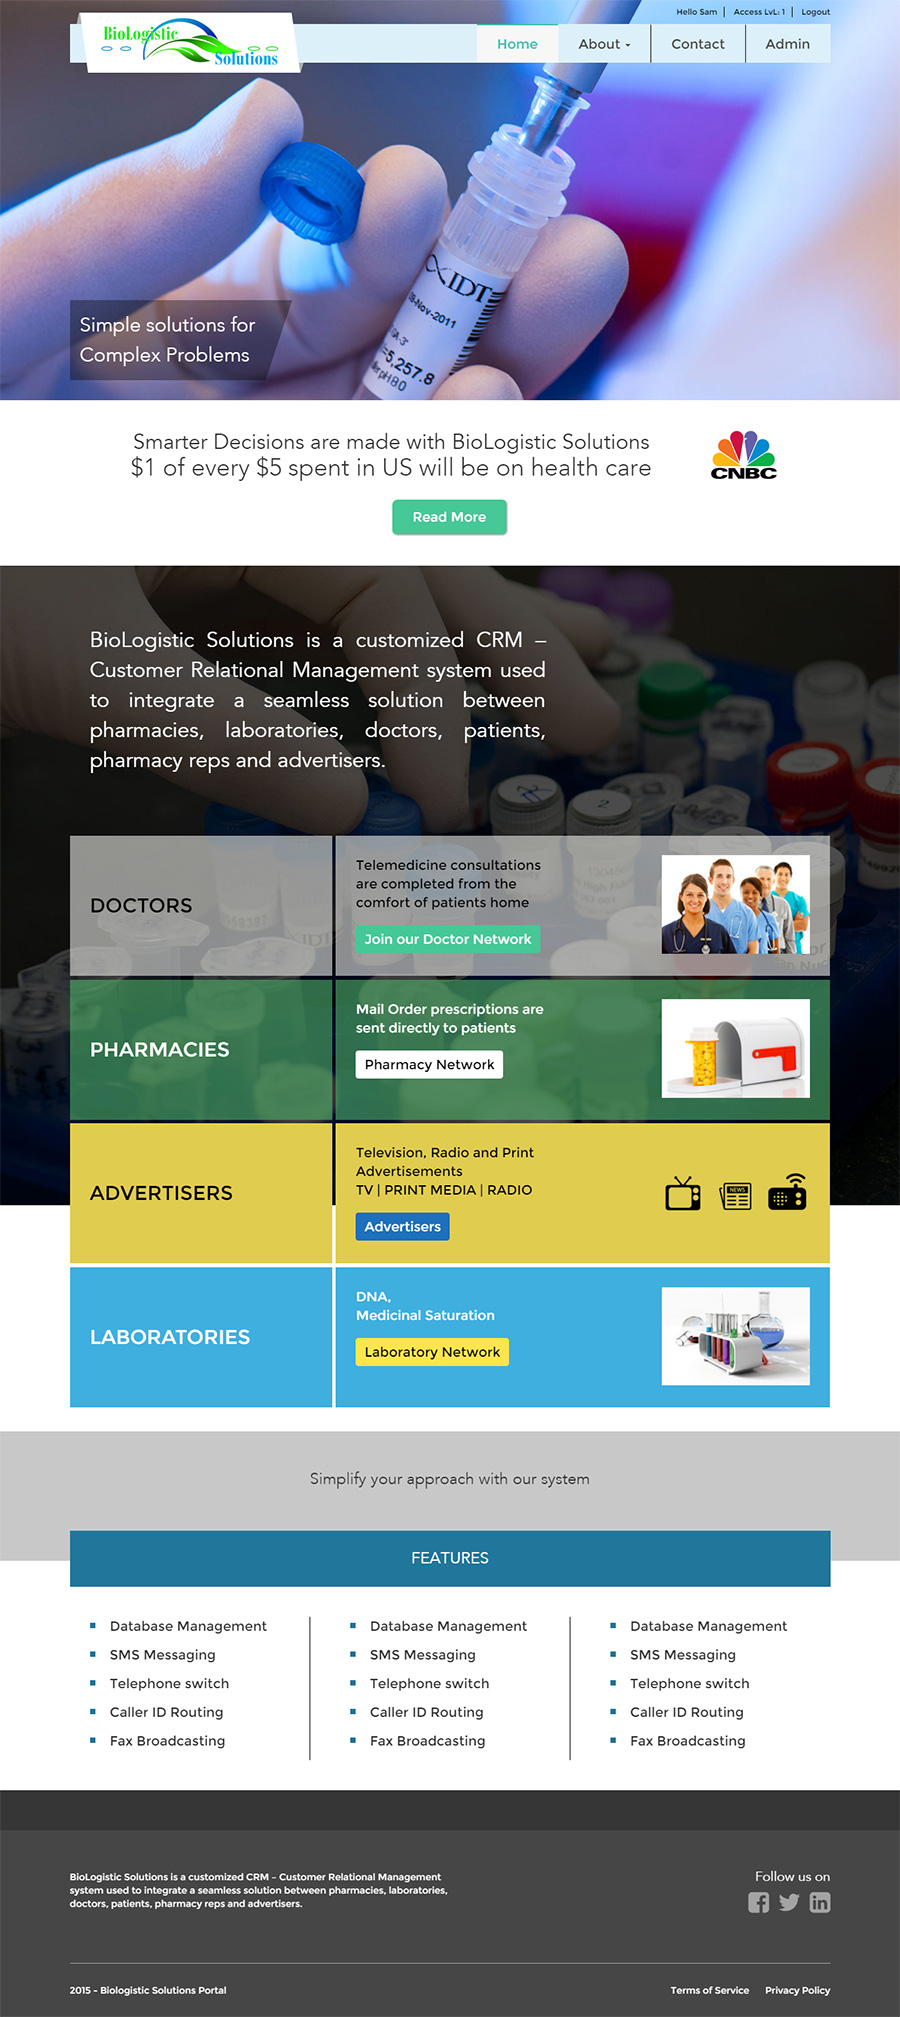 Hello Sam | Access LvL: 1 | Logout
BioLogistic
Solutions
Home About Contact Admin
IDT
-Nov-2011
5,257.8
Simple solutions for
Complex Problems
Smarter Decisions are made with BioLogistic Solutions
$1 of every $5 spent in US will be on health care
CNBC
Read More
BioLogistic Solutions is a customized CRM –
Customer Relational Management system used
to integrate a seamless solution between
pharmacies, laboratories, doctors, patients,
pharmacy reps and advertisers.
DOCTORS
Telemedicine consultations
are completed from the
comfort of patients home
Join our Doctor Network
PHARMACIES
Mail Order prescriptions are
sent directly to patients
Pharmacy Network
ADVERTISERS
Television, Radio and Print
Advertisements
TV | PRINT MEDIA | RADIO
NEWS
Advertisers
LABORATORIES
DNA,
Medicinal Saturation
Laboratory Network
Simplify your approach with our system
FEATURES
Database Management
SMS Messaging
Telephone switch
Caller ID Routing
Fax Broadcasting
Database Management
SMS Messaging
Telephone switch
Caller ID Routing
Fax Broadcasting
Database Management
SMS Messaging
Telephone switch
Caller ID Routing
Fax Broadcasting
BioLogistic Solutions is a customized CRM – Customer Relational Management
system used to integrate a seamless solution between pharmacies, laboratories,
doctors, patients, pharmacy reps and advertisers.
Follow us on
2015 - Biologistic Solutions Portal
Terms of Service Privacy Policy